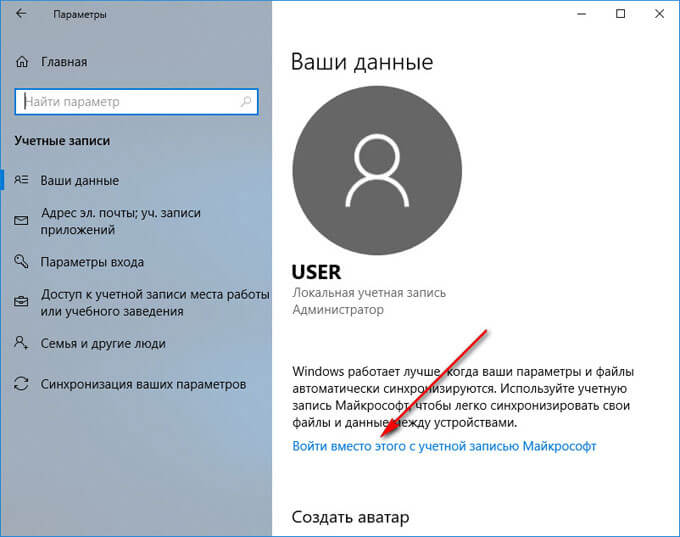 Параметры
Главная
Найти параметр
Учетные записи
Ваши данные
Адрес эл. почты; уч. записи
приложений
Параметры входа
Доступ к учетной записи места работы
или учебного заведения
Семья и другие люди
Синхронизация ваших параметров
Ваши данные
USER
Локальная учетная запись
Администратор
Windows работает лучше, когда ваши параметры и файлы
автоматически синхронизируются. Используйте учетную
запись Майкрософт, чтобы легко синхронизировать свои
файлы и данные между устройствами.
Войти вместо этого с учетной записью Майкрософт
Создать аватар